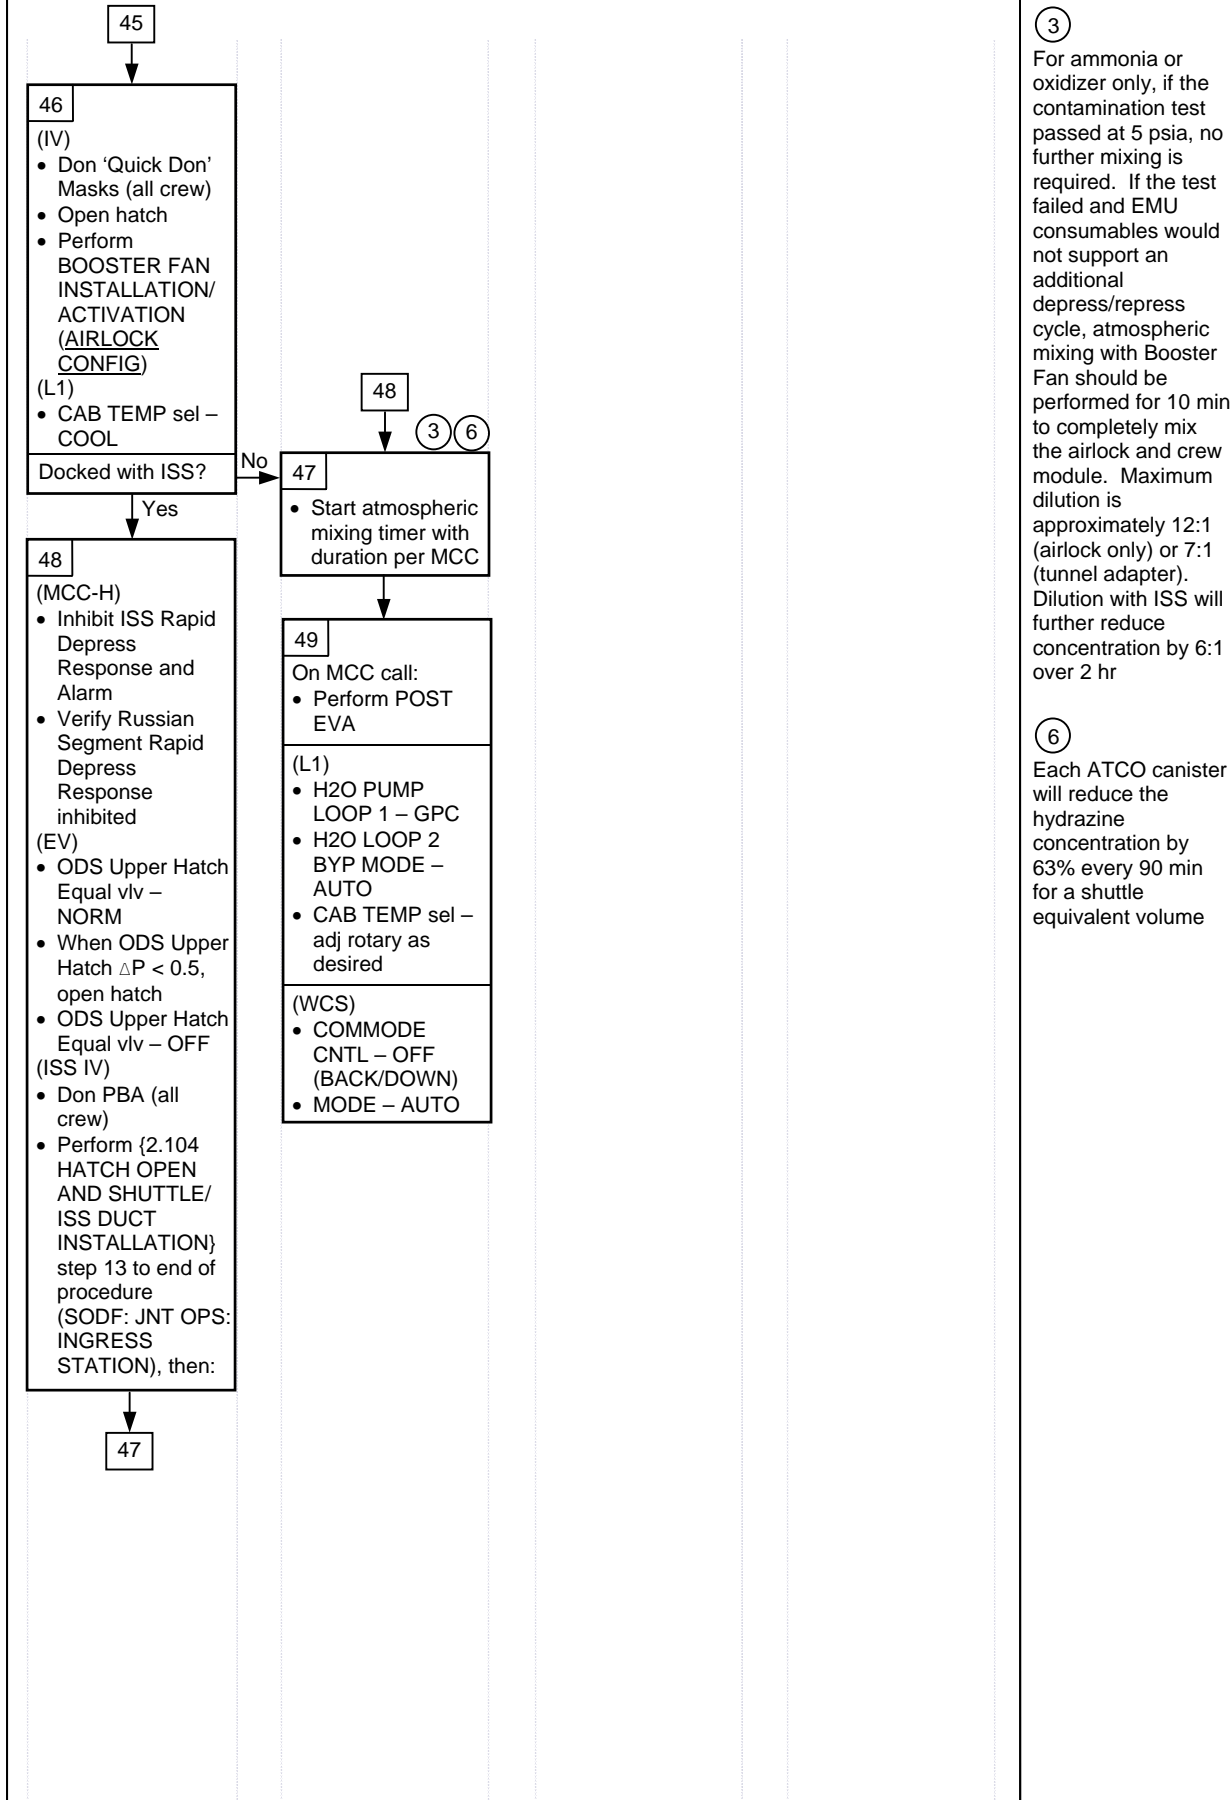 45
46
(IV)
• Don ‘Quick Don’
Masks (all crew)
• Open hatch
• Perform
BOOSTER FAN
INSTALLATION/
ACTIVATION
(AIRLOCK
CONFIG)
(L1)
• CAB TEMP sel –
COOL
Docked with ISS?
No
Yes
48
(MCC-H)
• Inhibit ISS Rapid
Depress
Response and
Alarm
• Verify Russian
Segment Rapid
Depress
Response
inhibited
(EV)
• ODS Upper Hatch
Equal vlv –
NORM
• When ODS Upper
Hatch ΔP < 0.5,
open hatch
• ODS Upper Hatch
Equal vlv – OFF
(ISS IV)
• Don PBA (all
crew)
• Perform {2.104
HATCH OPEN
AND SHUTTLE/
ISS DUCT
INSTALLATION}
step 13 to end of
procedure
(SODF: JNT OPS:
INGRESS
STATION), then:
47
48
3 6
47
• Start atmospheric
mixing timer with
duration per MCC
49
On MCC call:
• Perform POST
EVA
(L1)
• H2O PUMP
LOOP 1 – GPC
• H2O LOOP 2
BYP MODE –
AUTO
• CAB TEMP sel –
adj rotary as
desired
(WCS)
• COMMODE
CNTL – OFF
(BACK/DOWN)
• MODE – AUTO
3
For ammonia or
oxidizer only, if the
contamination test
passed at 5 psia, no
further mixing is
required. If the test
failed and EMU
consumables would
not support an
additional
depress/repress
cycle, atmospheric
mixing with Booster
Fan should be
performed for 10 min
to completely mix
the airlock and crew
module. Maximum
dilution is
approximately 12:1
(airlock only) or 7:1
(tunnel adapter).
Dilution with ISS will
further reduce
concentration by 6:1
over 2 hr
6
Each ATCO canister
will reduce the
hydrazine
concentration by
63% every 90 min
for a shuttle
equivalent volume